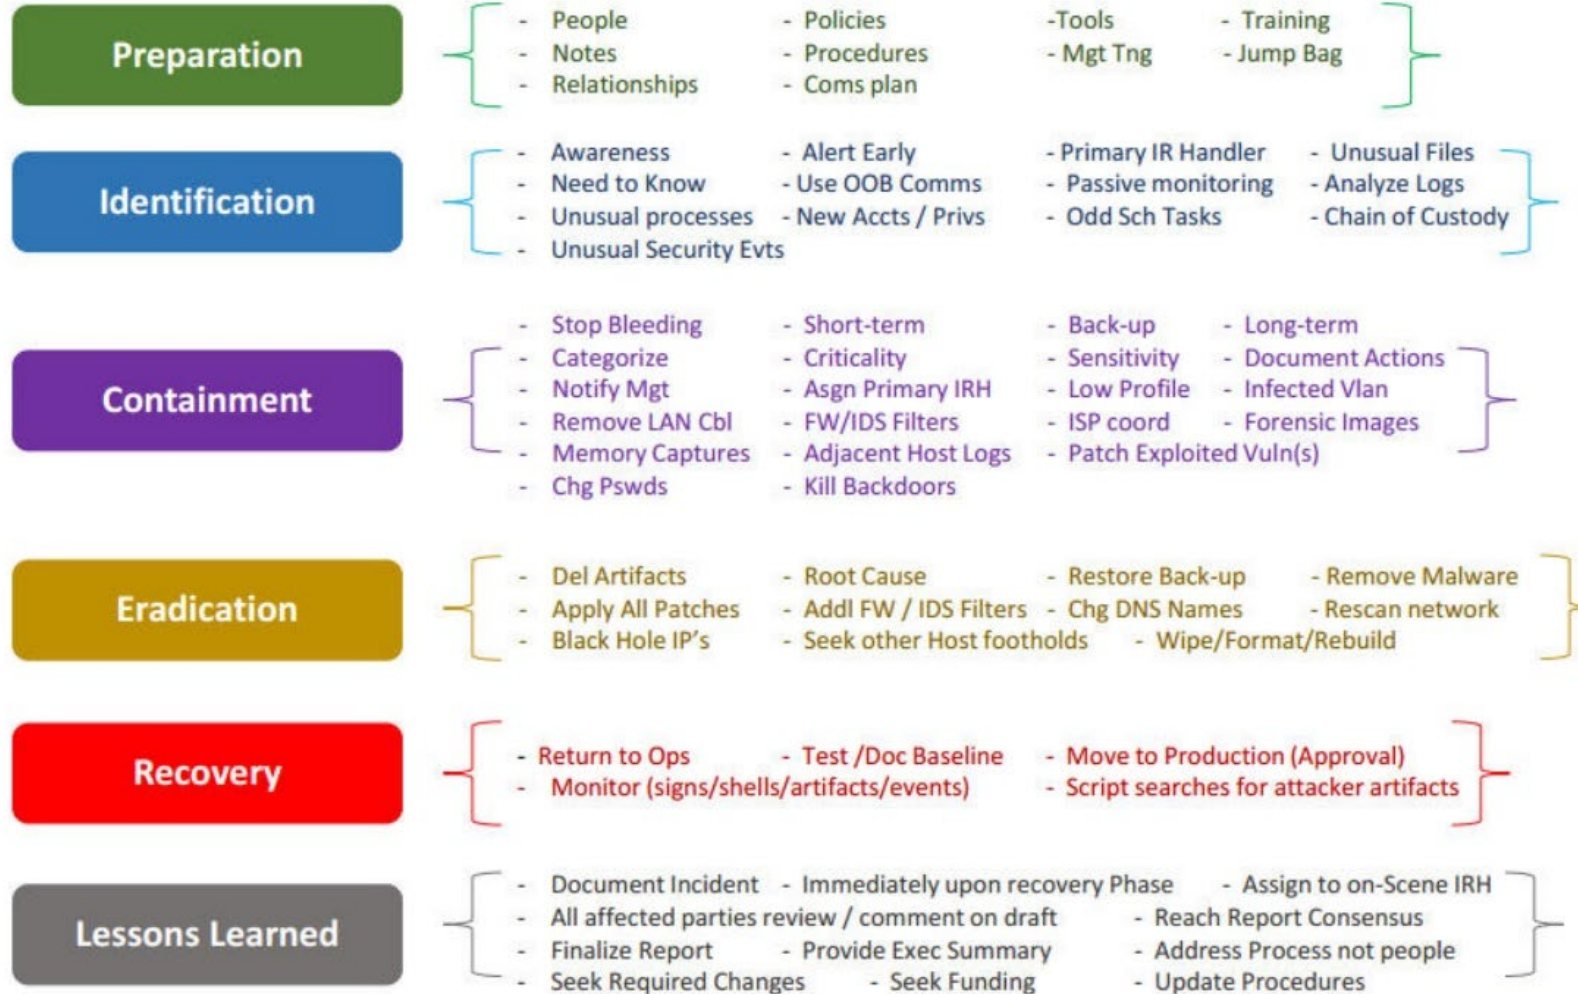 Preparation
- People - Policies -Tools - Training
- Notes - Procedures - Mgt Tng - Jump Bag
- Relationships - Coms plan
Identification
- Awareness - Alert Early - Primary IR Handler - Unusual Files
- Need to Know - Use OOB Comms - Passive monitoring - Analyze Logs
- Unusual processes - New Accts / Privs - Odd Sch Tasks - Chain of Custody
- Unusual Security Evts
Containment
- Stop Bleeding - Short-term - Back-up - Long-term
- Categorize - Criticality - Sensitivity - Document Actions
- Notify Mgt - Asgn Primary IRH - Low Profile - Infected Vlan
- Remove LAN Cbl - FW/IDS Filters - ISP coord - Forensic Images
- Memory Captures - Adjacent Host Logs - Patch Exploited Vuln(s)
- Chg Pswds - Kill Backdoors
Eradication
- Del Artifacts - Root Cause - Restore Back-up - Remove Malware
- Apply All Patches - Addl FW / IDS Filters - Chg DNS Names - Rescan network
- Black Hole IP's - Seek other Host footholds - Wipe/Format/Rebuild
Recovery
- Return to Ops - Test /Doc Baseline - Move to Production (Approval)
- Monitor (signs/shells/artifacts/events) - Script searches for attacker artifacts
Lessons Learned
- Document Incident - Immediately upon recovery Phase - Assign to on-Scene IRH
- All affected parties review / comment on draft - Reach Report Consensus
- Finalize Report - Provide Exec Summary - Address Process not people
- Seek Required Changes - Seek Funding - Update Procedures